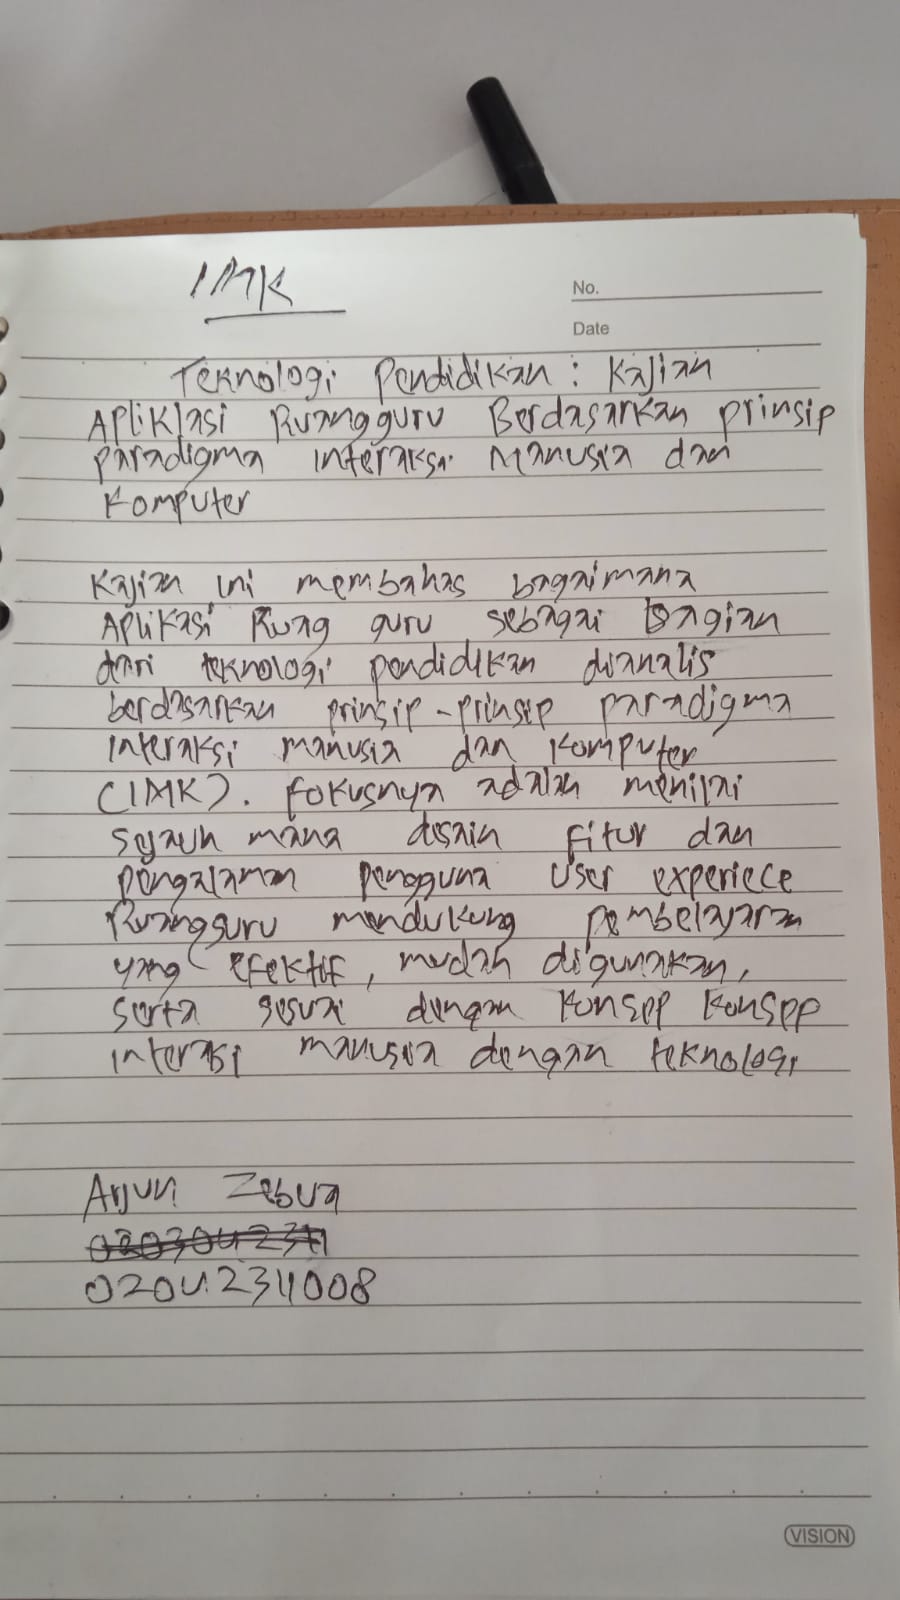 IMK
No.
Date
Teknologi Pendidikan : Kajian
Aplikasi Ruangguru Berdasarkan prinsip
paradigma interaksi Manusia dan
Komputer
Kajian ini membahas bagaimana
Aplikasi Ruang guru sebagai bagian
dari teknologi pendidikan dianalis
berdasarkan prinsip-prinsip paradigma
interaksi manusia dan komputer
(IMK). fokusnya adalah menilai
sejauh mana desain fitur dan
pengalaman pengguna user experiece
Ruangguru mendukung pembelajaran
yang efektif, mudah digunakan,
serta sesuai dengan konsep konsep
interasi manusia dengan teknologi
Arjun Zebua
02042311008
VISION